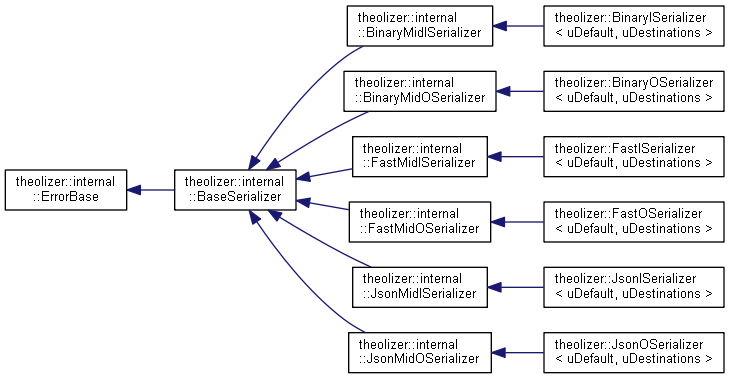 theolizer::internal
::ErrorBase
theolizer::internal
::BaseSerializer
theolizer::internal
::BinaryMidISerializer
theolizer::BinaryISerializer
< uDefault, uDestinations >
theolizer::internal
::BinaryMidOSerializer
theolizer::BinaryOSerializer
< uDefault, uDestinations >
theolizer::internal
::FastMidISerializer
theolizer::FastISerializer
< uDefault, uDestinations >
theolizer::internal
::FastMidOSerializer
theolizer::FastOSerializer
< uDefault, uDestinations >
theolizer::internal
::JsonMidISerializer
theolizer::JsonISerializer
< uDefault, uDestinations >
theolizer::internal
::JsonMidOSerializer
theolizer::JsonOSerializer
< uDefault, uDestinations >